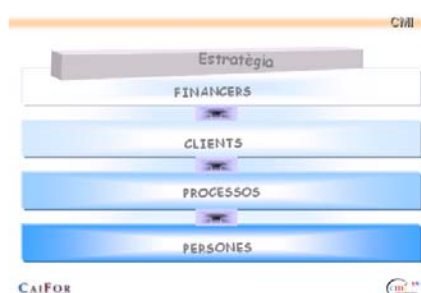 CMI
Estratègia
FINANCERS
CLIENTS
PROCESSOS
PERSONES
CAIFOR